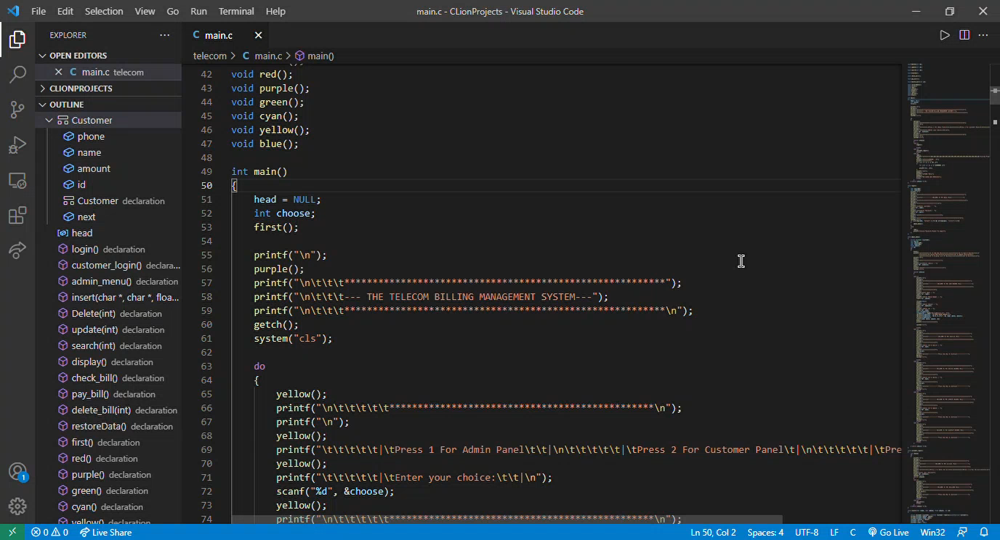 File Edit Selection View Go Run Terminal Help
main.c - CLionProjects - Visual Studio Code
EXPLORER
OPEN EDITORS
main.c telecom
CLIONPROJECTS
OUTLINE
Customer
phone
name
amount
id
Customer declaration
next
head
login() declaration
customer_login() declara...
admin_menu() declaration
insert(char *, char *, floa...
Delete(int) declaration
update(int) declaration
search(int) declaration
display() declaration
check_bill() declaration
pay_bill() declaration
delete_bill(int) declaration
restoreData() declaration
first() declaration
red() declaration
purple() declaration
green() declaration
cyan() declaration
yellow() declaration
1
C main.c
telecom > C main.c > main()
42 void red();
43 void purple();
44 void green();
45 void cyan();
46 void yellow();
47 void blue();
48
49 int main()
50 {
51 head = NULL;
52 int choose;
53 first();
54
55 printf("\n");
56 purple();
57 printf("\n\t\t\t*********************************************************");
58 printf("\n\t\t\t--- THE TELECOM BILLING MANAGEMENT SYSTEM---");
59 printf("\n\t\t\t*********************************************************\n");
60 getch();
61 system("cls");
62
63 do
64 {
65 yellow();
66 printf("\n\t\t\t\t\t***********************************************\n");
67 printf("\n");
68 yellow();
69 printf("\t\t\t\t\t|\tPress 1 For Admin Panel\t\t|\n\t\t\t\t\t|\tPress 2 For Customer Panel\t|\n\t\t\t\t\t|\tPre
70 yellow();
71 printf("\t\t\t\t\t|\tEnter your choice:\t\t|\n");
72 scanf("%d", &choose);
73 yellow();
74 printf("\n\t\t\t\t\t***********************************************\n");
0 0 Live Share
Ln 50, Col 2 Spaces: 4 UTF-8 LF C Go Live Win32